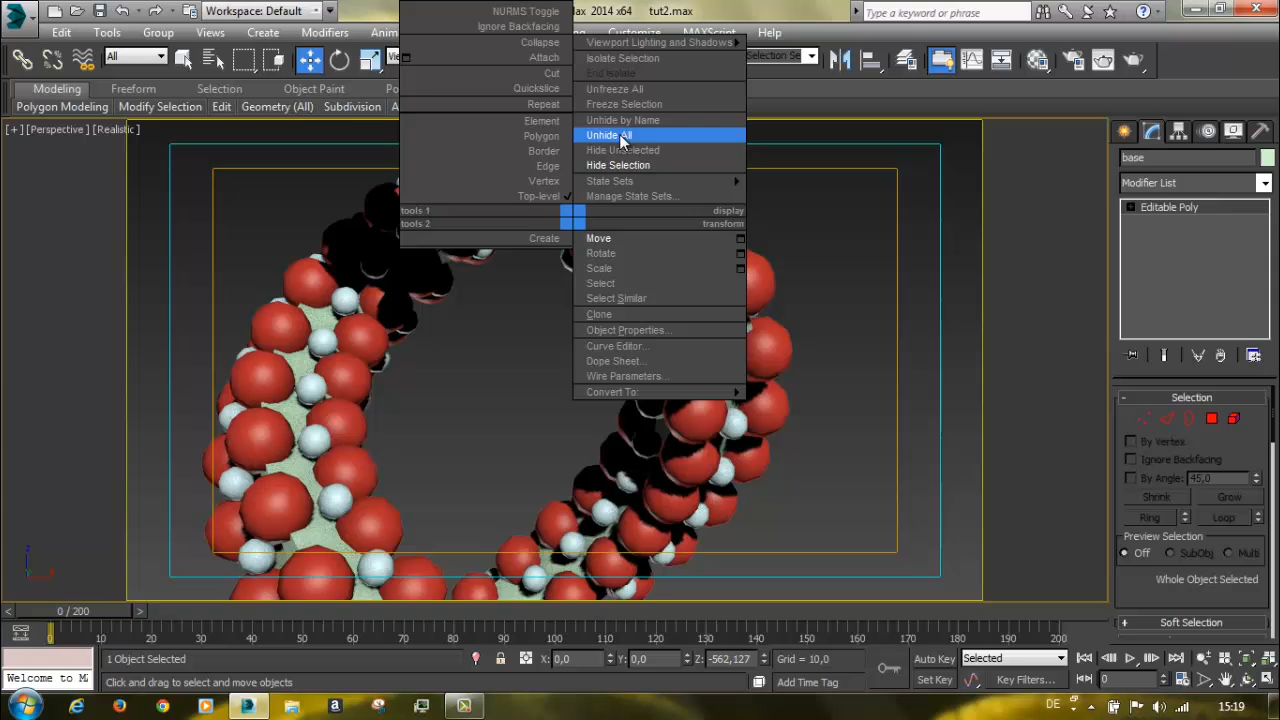 Workspace: Default
Max 2014 x64 tut2.max
Type a keyword or phrase
Edit Tools Group Views Create Modifiers MAXScript Help
All
Selection Se
Modeling Freeform Selection Object Paint
Polygon Modeling Modify Selection Edit Geometry (All) Subdivision
[+] [Perspective] [Realistic]
NURMS Toggle
Ignore Backfacing
Collapse
Attach
Cut
Quickslice
Repeat
Element
Polygon
Border
Edge
Vertex
Top-level
tools 1
tools 2
Create
Viewport Lighting and Shadows
Isolate Selection
End Isolate
Unfreeze All
Freeze Selection
Unhide by Name
Unhide All
Hide Unselected
Hide Selection
State Sets
Manage State Sets...
display
transform
Move
Rotate
Scale
Select
Select Similar
Clone
Object Properties...
Curve Editor...
Dope Sheet...
Wire Parameters...
Convert To:
base
Modifier List
Editable Poly
Selection
By Vertex
Ignore Backfacing
By Angle: 45,0
Shrink Grow
Ring Loop
Preview Selection
Off SubObj Multi
Whole Object Selected
Soft Selection
0 / 200
0 10 20 30 40 50 60 70 80 90 100 110 120 130 140 150 160 170 180 190 200
1 Object Selected
X: 0,0 Y: 0,0 Z: -562,127 Grid = 10,0
Auto Key Selected
Welcome to M
Click and drag to select and move objects
Add Time Tag
Set Key Key Filters... 0
DE 15:19